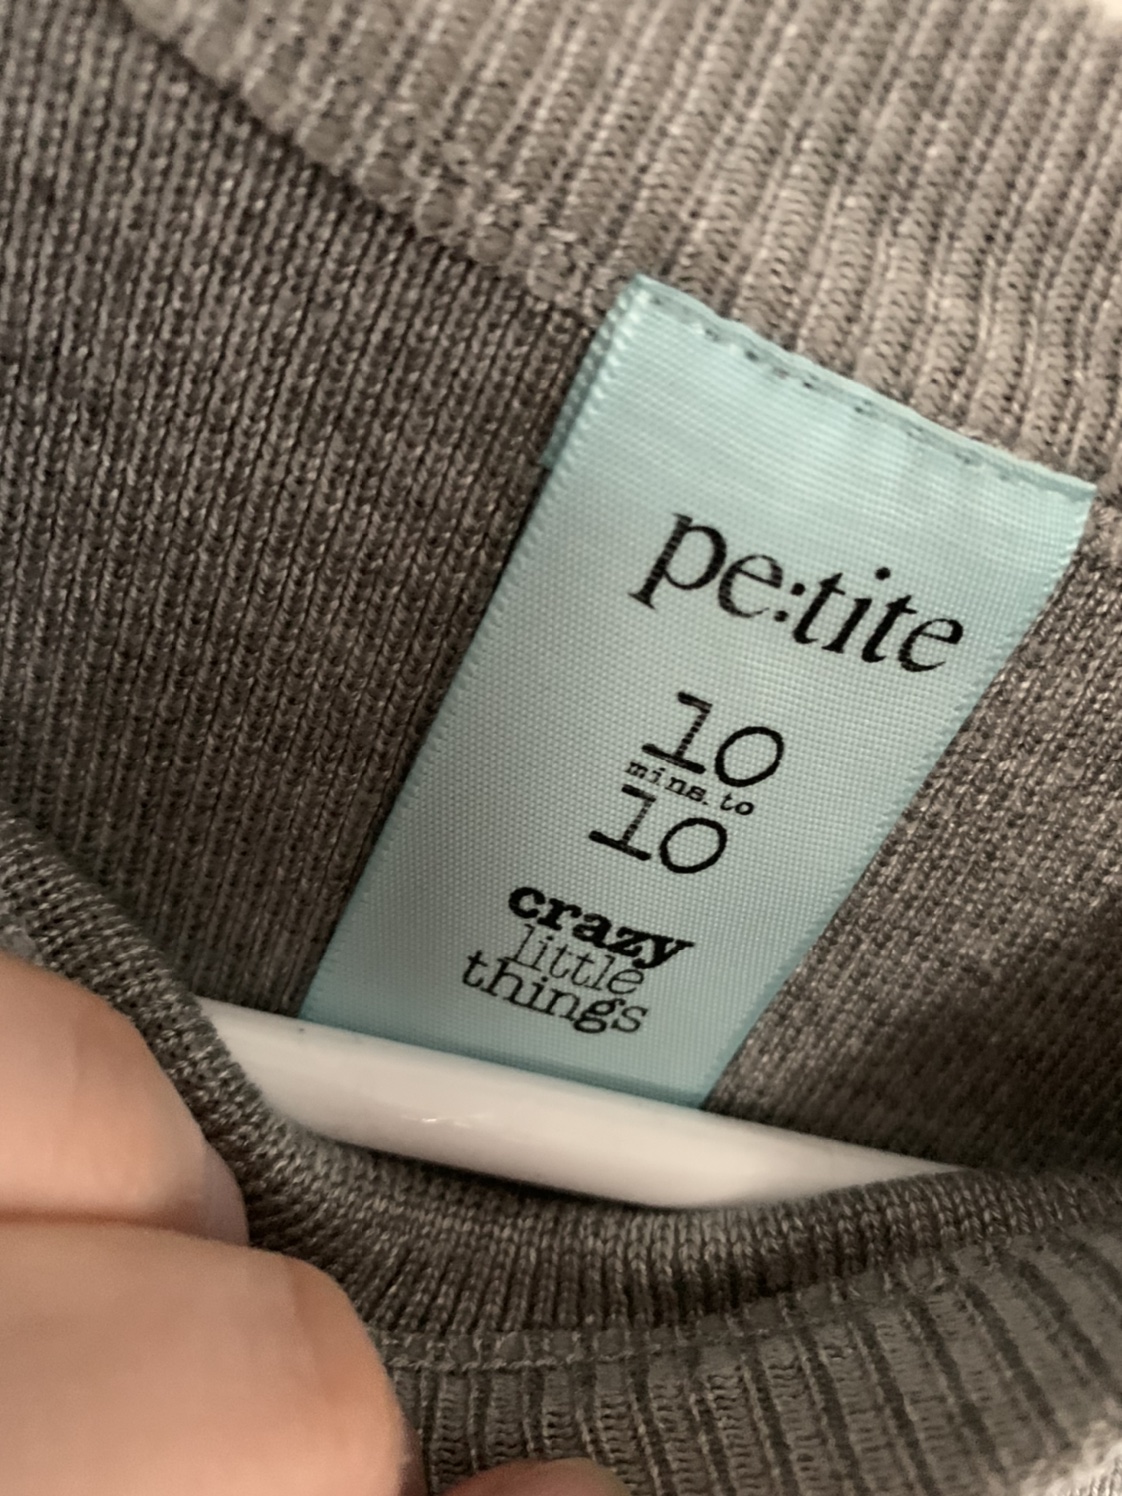 pe:tite
10
mins. to
10
crazy
little
things